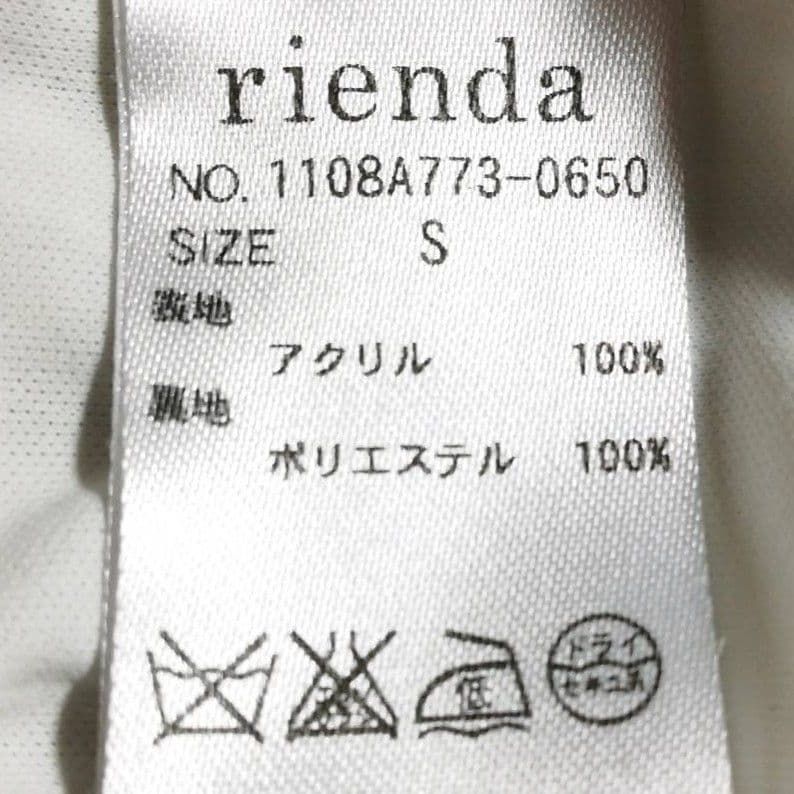 rienda
NO. 1108A773-0650
SIZE S
表地
アクリル 100%
裏地
ポリエステル 100%
低
ドライ
セキユ系